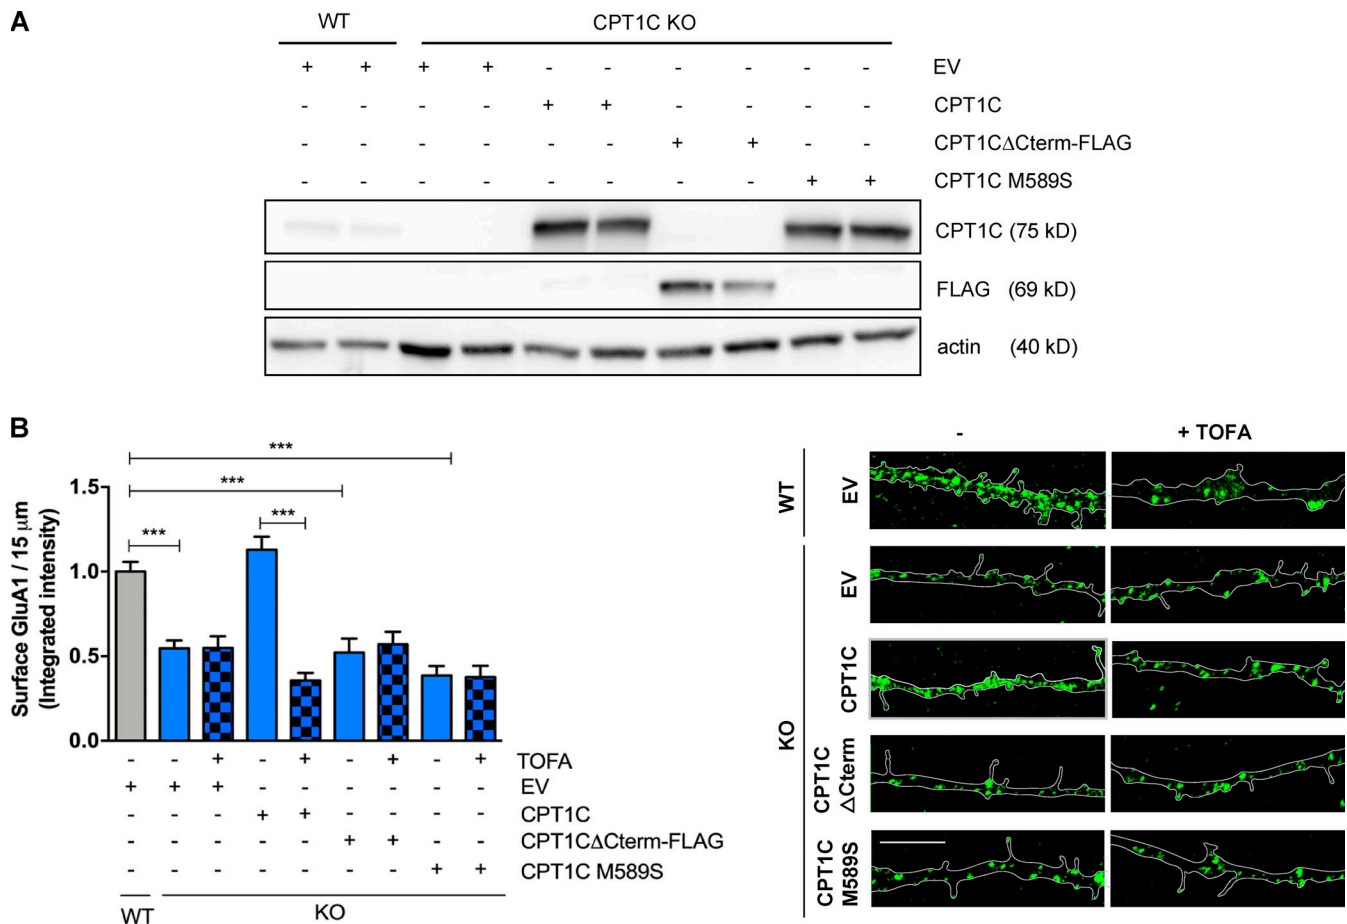 A
WT CPT1C KO
+ + + + - - - - - - EV
- - - - + + - - - - CPT1C
- - - - - - + + - - CPT1CΔCterm-FLAG
- - - - - - - - + + CPT1C M589S
CPT1C (75 kD)
FLAG (69 kD)
actin (40 kD)
B
***
***
***
***
Surface GluA1 / 15 μm
(Integrated intensity)
1.5
1.0
0.5
0.0
- - + - + - + - + TOFA
+ + + - - - - - - EV
- - - + + - - - - CPT1C
- - - - - + + - - CPT1CΔCterm-FLAG
- - - - - - - + + CPT1C M589S
WT KO
- + TOFA
WT
EV
KO
EV
CPT1C
CPT1C
△Cterm
CPT1C
M589S